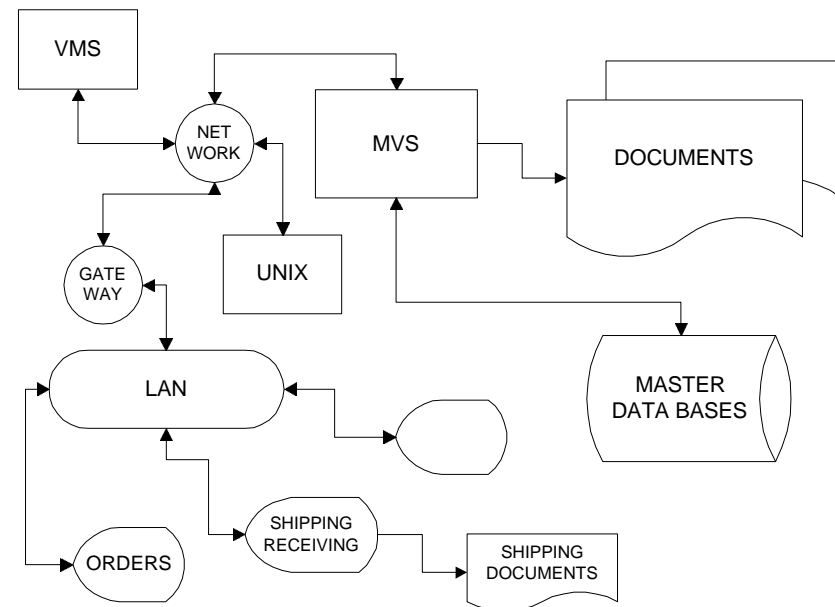 VMS
NET
WORK
MVS
DOCUMENTS
GATE
WAY
UNIX
LAN
MASTER
DATA BASES
ORDERS
SHIPPING
RECEIVING
SHIPPING
DOCUMENTS